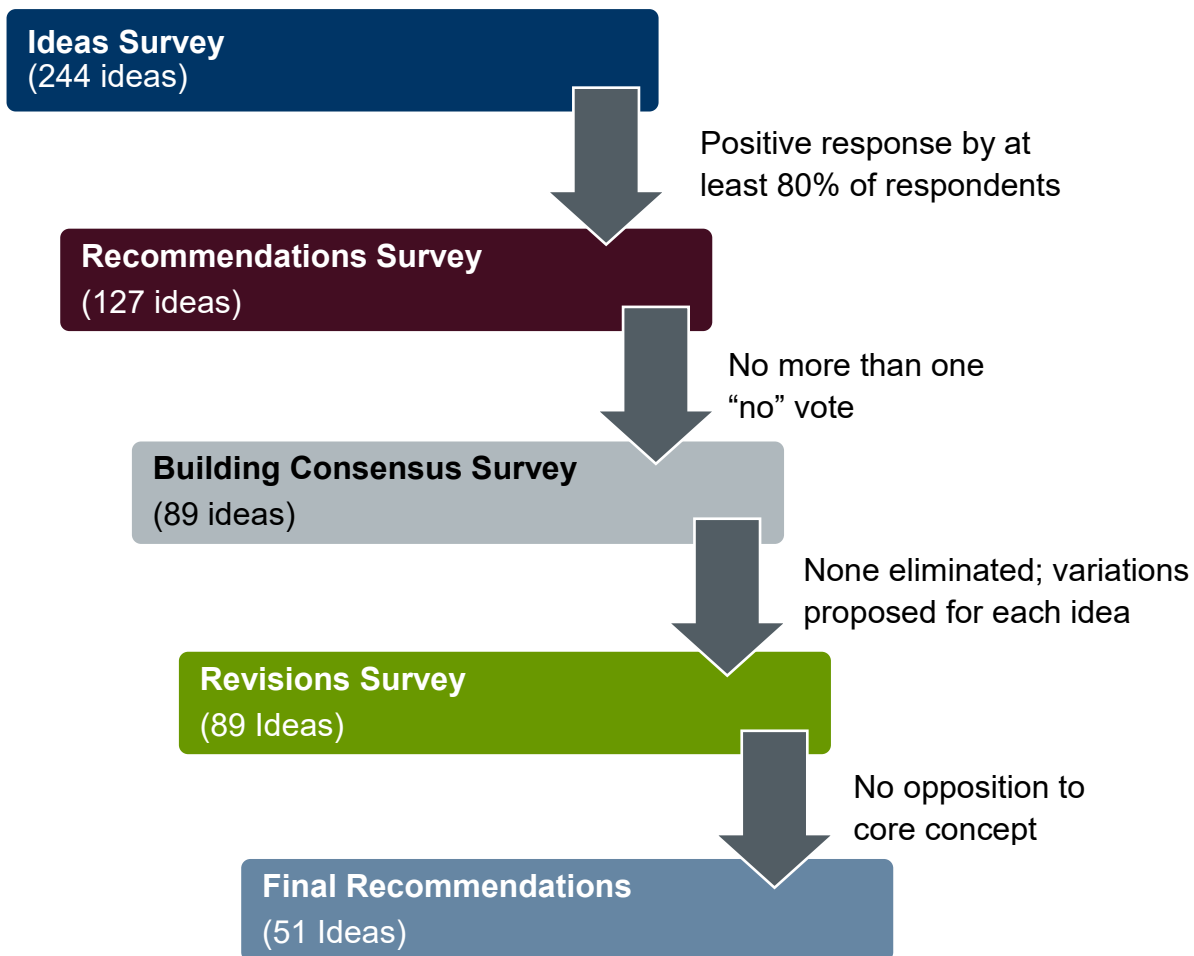 Ideas Survey
(244 ideas)
Positive response by at
least 80% of respondents
Recommendations Survey
(127 ideas)
No more than one
“no” vote
Building Consensus Survey
(89 ideas)
None eliminated; variations
proposed for each idea
Revisions Survey
(89 Ideas)
No opposition to
core concept
Final Recommendations
(51 Ideas)